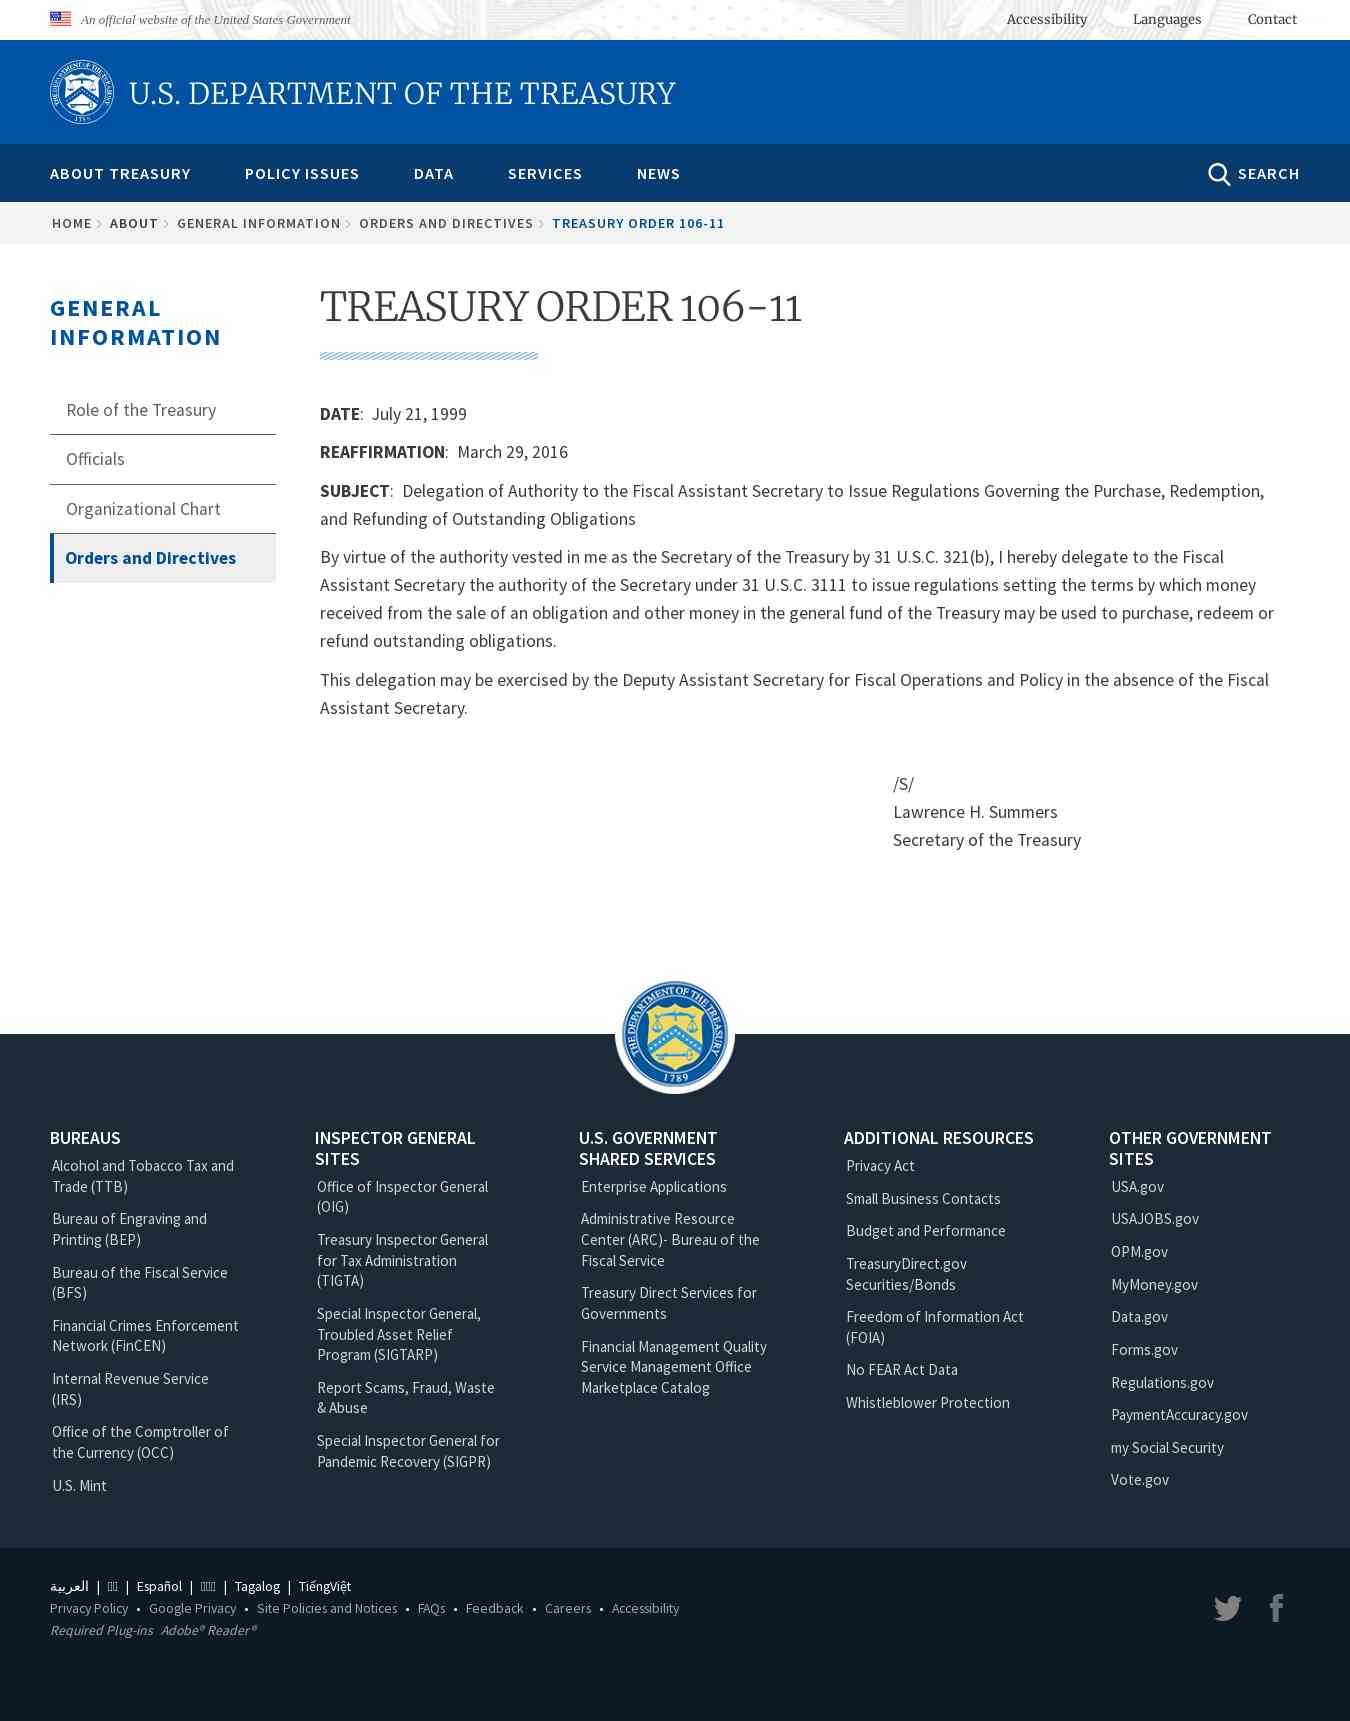 An official website of the United States Government
Accessibility Languages Contact
U.S. DEPARTMENT OF THE TREASURY
ABOUT TREASURY POLICY ISSUES DATA SERVICES NEWS SEARCH
HOME ABOUT GENERAL INFORMATION ORDERS AND DIRECTIVES TREASURY ORDER 106-11
GENERAL
INFORMATION
Role of the Treasury
Officials
Organizational Chart
Orders and Directives
TREASURY ORDER 106-11
DATE: July 21, 1999
REAFFIRMATION: March 29, 2016
SUBJECT: Delegation of Authority to the Fiscal Assistant Secretary to Issue Regulations Governing the Purchase, Redemption,
and Refunding of Outstanding Obligations
By virtue of the authority vested in me as the Secretary of the Treasury by 31 U.S.C. 321(b), I hereby delegate to the Fiscal
Assistant Secretary the authority of the Secretary under 31 U.S.C. 3111 to issue regulations setting the terms by which money
received from the sale of an obligation and other money in the general fund of the Treasury may be used to purchase, redeem or
refund outstanding obligations.
This delegation may be exercised by the Deputy Assistant Secretary for Fiscal Operations and Policy in the absence of the Fiscal
Assistant Secretary.
/S/
Lawrence H. Summers
Secretary of the Treasury
THE DEPARTMENT OF THE TREASURY
1789
BUREAUS
Alcohol and Tobacco Tax and
Trade (TTB)
Bureau of Engraving and
Printing (BEP)
Bureau of the Fiscal Service
(BFS)
Financial Crimes Enforcement
Network (FinCEN)
Internal Revenue Service
(IRS)
Office of the Comptroller of
the Currency (OCC)
U.S. Mint
INSPECTOR GENERAL
SITES
Office of Inspector General
(OIG)
Treasury Inspector General
for Tax Administration
(TIGTA)
Special Inspector General,
Troubled Asset Relief
Program (SIGTARP)
Report Scams, Fraud, Waste
& Abuse
Special Inspector General for
Pandemic Recovery (SIGPR)
U.S. GOVERNMENT
SHARED SERVICES
Enterprise Applications
Administrative Resource
Center (ARC)- Bureau of the
Fiscal Service
Treasury Direct Services for
Governments
Financial Management Quality
Service Management Office
Marketplace Catalog
ADDITIONAL RESOURCES
Privacy Act
Small Business Contacts
Budget and Performance
TreasuryDirect.gov
Securities/Bonds
Freedom of Information Act
(FOIA)
No FEAR Act Data
Whistleblower Protection
OTHER GOVERNMENT
SITES
USA.gov
USAJOBS.gov
OPM.gov
MyMoney.gov
Data.gov
Forms.gov
Regulations.gov
PaymentAccuracy.gov
my Social Security
Vote.gov
العربية | | Español | | Tagalog | TiếngViệt
Privacy Policy • Google Privacy • Site Policies and Notices • FAQs • Feedback • Careers • Accessibility
Required Plug-ins Adobe® Reader®